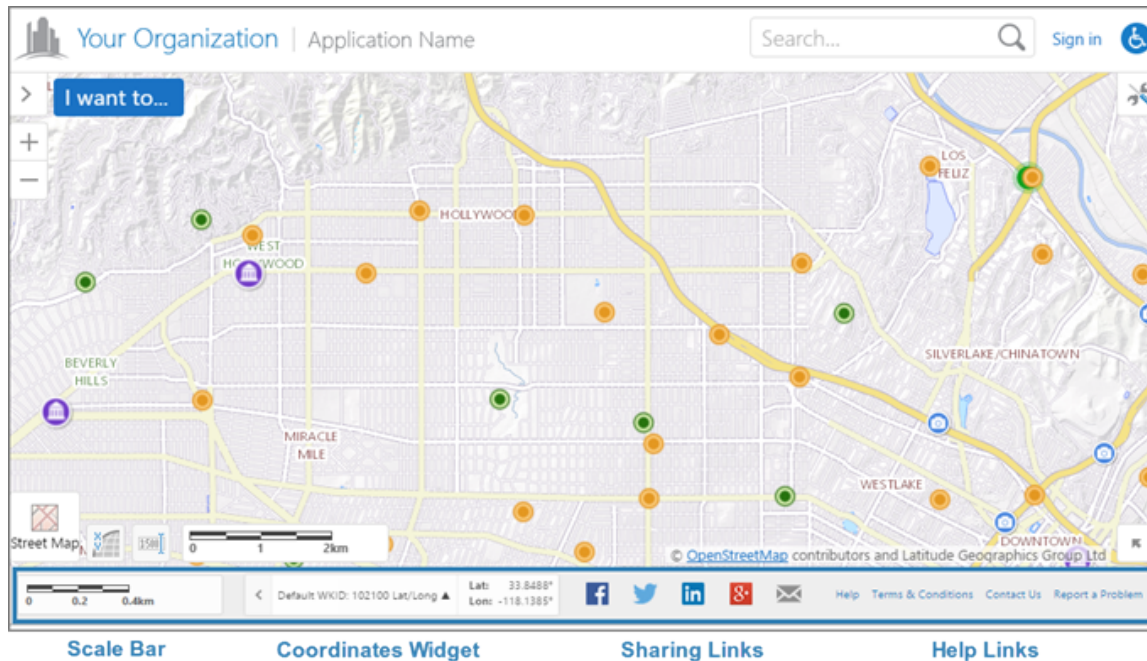 Your Organization | Application Name
Search...
Sign in
I want to...
LOS
FELIZ
HOLLYWOOD
WEST
HOLLYWOOD
SILVERLAKE/CHINATOWN
BEVERLY
HILLS
MIRACLE
MILE
WESTLAKE
DOWNTOWN
Street Map
0 1 2km
© OpenStreetMap contributors and Latitude Geographics Group Ltd
0 0.2 0.4km
Default WKID: 102100 Lat/Long ▲
Lat: 33.8488°
Lon: -118.1385°
Help Terms & Conditions Contact Us Report a Problem
Scale Bar Coordinates Widget Sharing Links Help Links